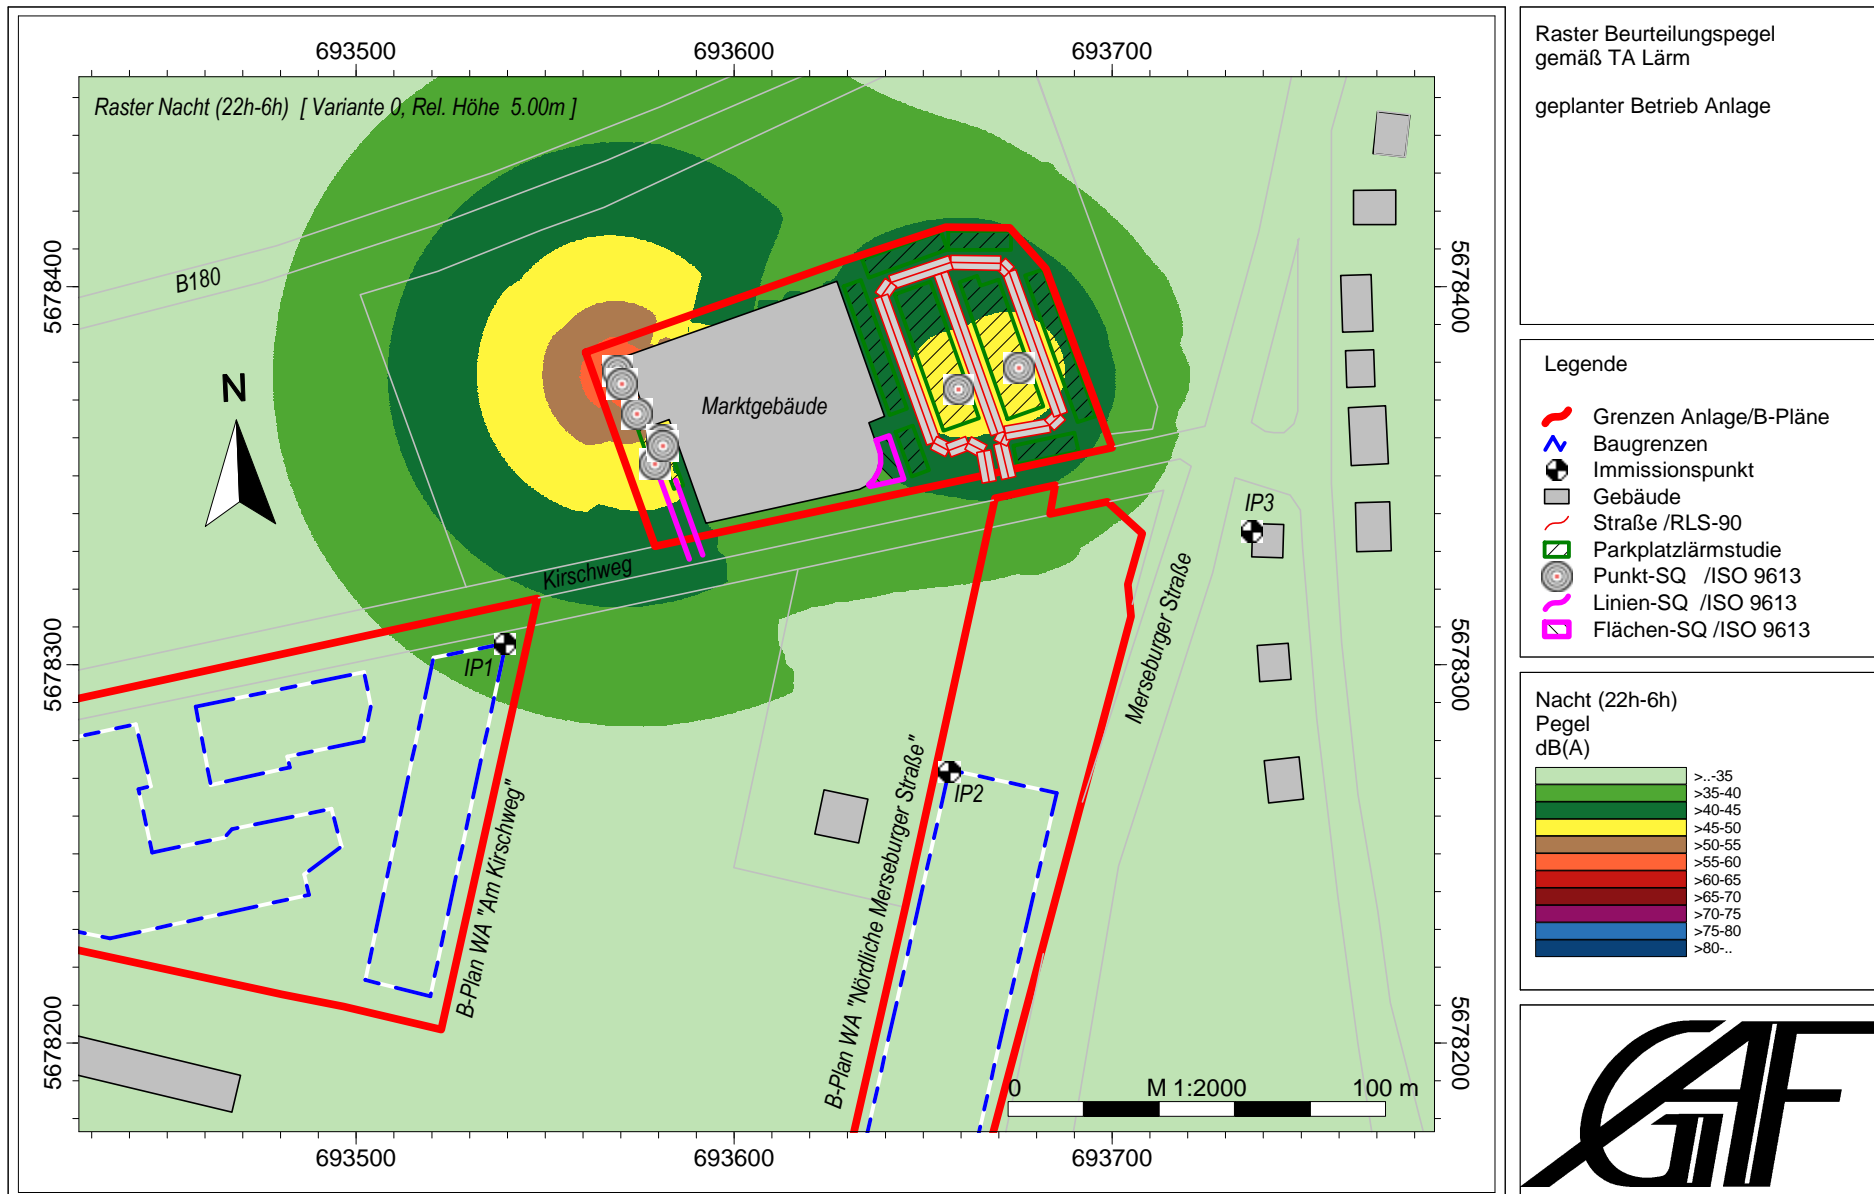 693500
693600
693700
Raster Nacht (22h-6h) [ Variante 0, Rel. Höhe 5.00m ]
B180
5678400
5678400
N
Marktgebäude
Kirschweg
IP3
IP1
5678300
5678300
Merseburger Straße
IP2
B-Plan WA "Am Kirschweg"
B-Plan WA "Nördliche Merseburger Straße"
5678200
5678200
0 M 1:2000 100 m
693500
693600
693700
Raster Beurteilungspegel
gemäß TA Lärm
geplanter Betrieb Anlage
Legende
Grenzen Anlage/B-Pläne
Baugrenzen
Immissionspunkt
Gebäude
Straße /RLS-90
Parkplatzlärmstudie
Punkt-SQ /ISO 9613
Linien-SQ /ISO 9613
Flächen-SQ /ISO 9613
Nacht (22h-6h)
Pegel
dB(A)
>..-35
>35-40
>40-45
>45-50
>50-55
>55-60
>60-65
>65-70
>70-75
>75-80
>80-..
GAF